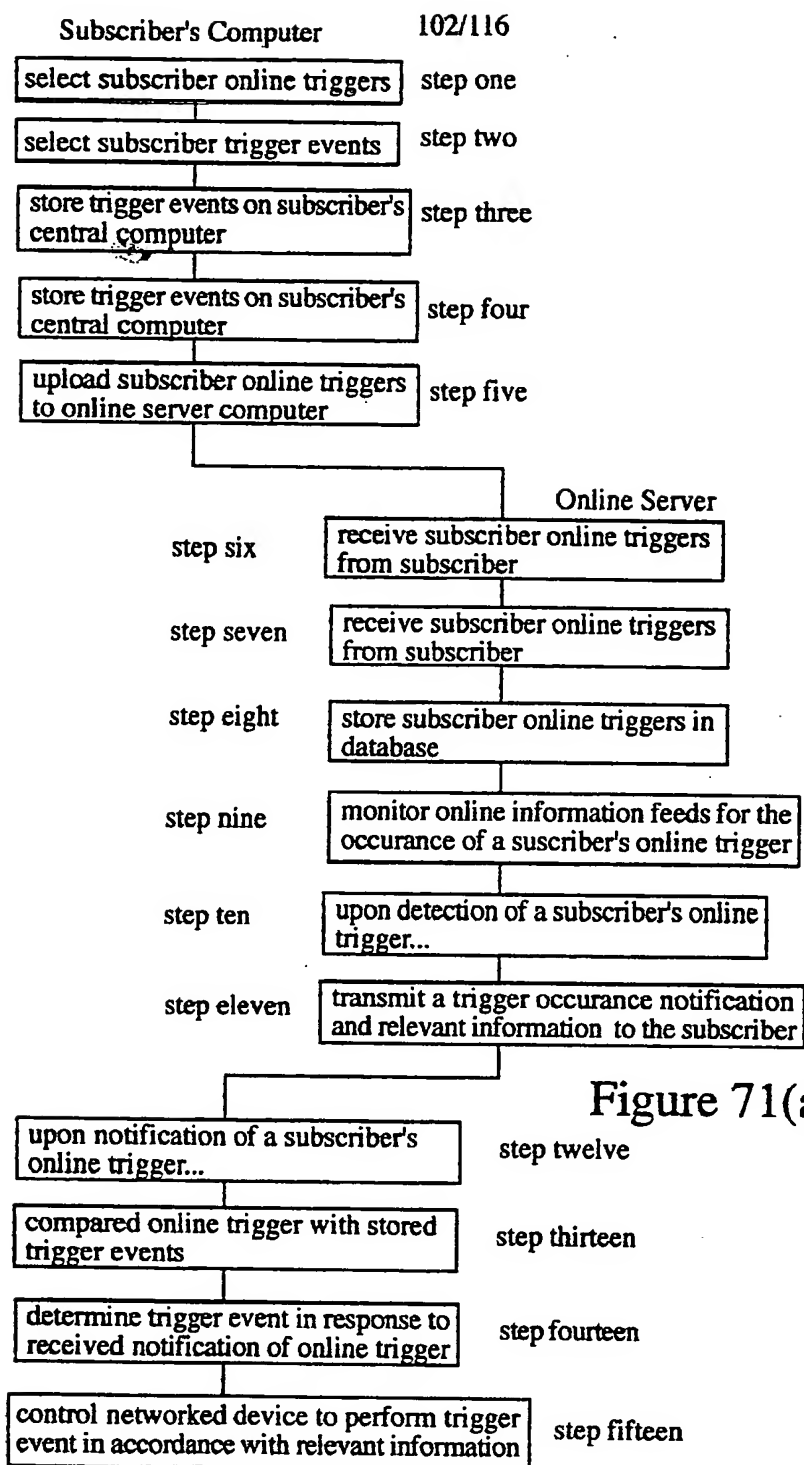 Subscriber's Computer 102/116
select subscriber online triggers step one
select subscriber trigger events step two
store trigger events on subscriber's
central computer
step three
store trigger events on subscriber's
central computer
step four
upload subscriber online triggers
to online server computer
step five
Online Server
step six
receive subscriber online triggers
from subscriber
step seven
receive subscriber online triggers
from subscriber
step eight
store subscriber online triggers in
database
step nine
monitor online information feeds for the
occurance of a suscriber's online trigger
step ten
upon detection of a subscriber's online
trigger...
step eleven
transmit a trigger occurance notification
and relevant information to the subscriber
Figure 71(
upon notification of a subscriber's
online trigger...
step twelve
compared online trigger with stored
trigger events
step thirteen
determine trigger event in response to
received notification of online trigger
step fourteen
control networked device to perform trigger
event in accordance with relevant information
step fifteen